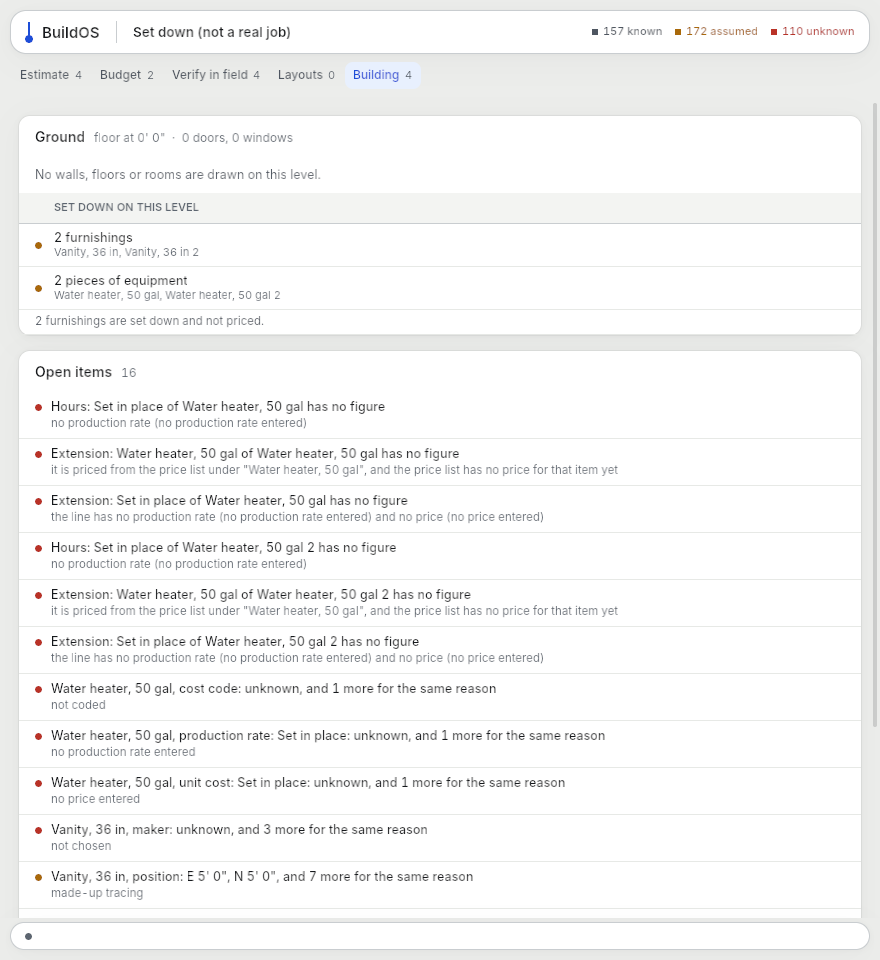 BuildOS
Set down (not a real job)
157 known
172 assumed
110 unknown
Estimate 4
Budget 2
Verify in field 4
Layouts 0
Building 4
Ground floor at 0' 0" · 0 doors, 0 windows
No walls, floors or rooms are drawn on this level.
SET DOWN ON THIS LEVEL
2 furnishings
Vanity, 36 in, Vanity, 36 in 2
2 pieces of equipment
Water heater, 50 gal, Water heater, 50 gal 2
2 furnishings are set down and not priced.
Open items 16
Hours: Set in place of Water heater, 50 gal has no figure
no production rate (no production rate entered)
Extension: Water heater, 50 gal of Water heater, 50 gal has no figure
it is priced from the price list under "Water heater, 50 gal", and the price list has no price for that item yet
Extension: Set in place of Water heater, 50 gal has no figure
the line has no production rate (no production rate entered) and no price (no price entered)
Hours: Set in place of Water heater, 50 gal 2 has no figure
no production rate (no production rate entered)
Extension: Water heater, 50 gal of Water heater, 50 gal 2 has no figure
it is priced from the price list under "Water heater, 50 gal", and the price list has no price for that item yet
Extension: Set in place of Water heater, 50 gal 2 has no figure
the line has no production rate (no production rate entered) and no price (no price entered)
Water heater, 50 gal, cost code: unknown, and 1 more for the same reason
not coded
Water heater, 50 gal, production rate: Set in place: unknown, and 1 more for the same reason
no production rate entered
Water heater, 50 gal, unit cost: Set in place: unknown, and 1 more for the same reason
no price entered
Vanity, 36 in, maker: unknown, and 3 more for the same reason
not chosen
Vanity, 36 in, position: E 5' 0", N 5' 0", and 7 more for the same reason
made-up tracing